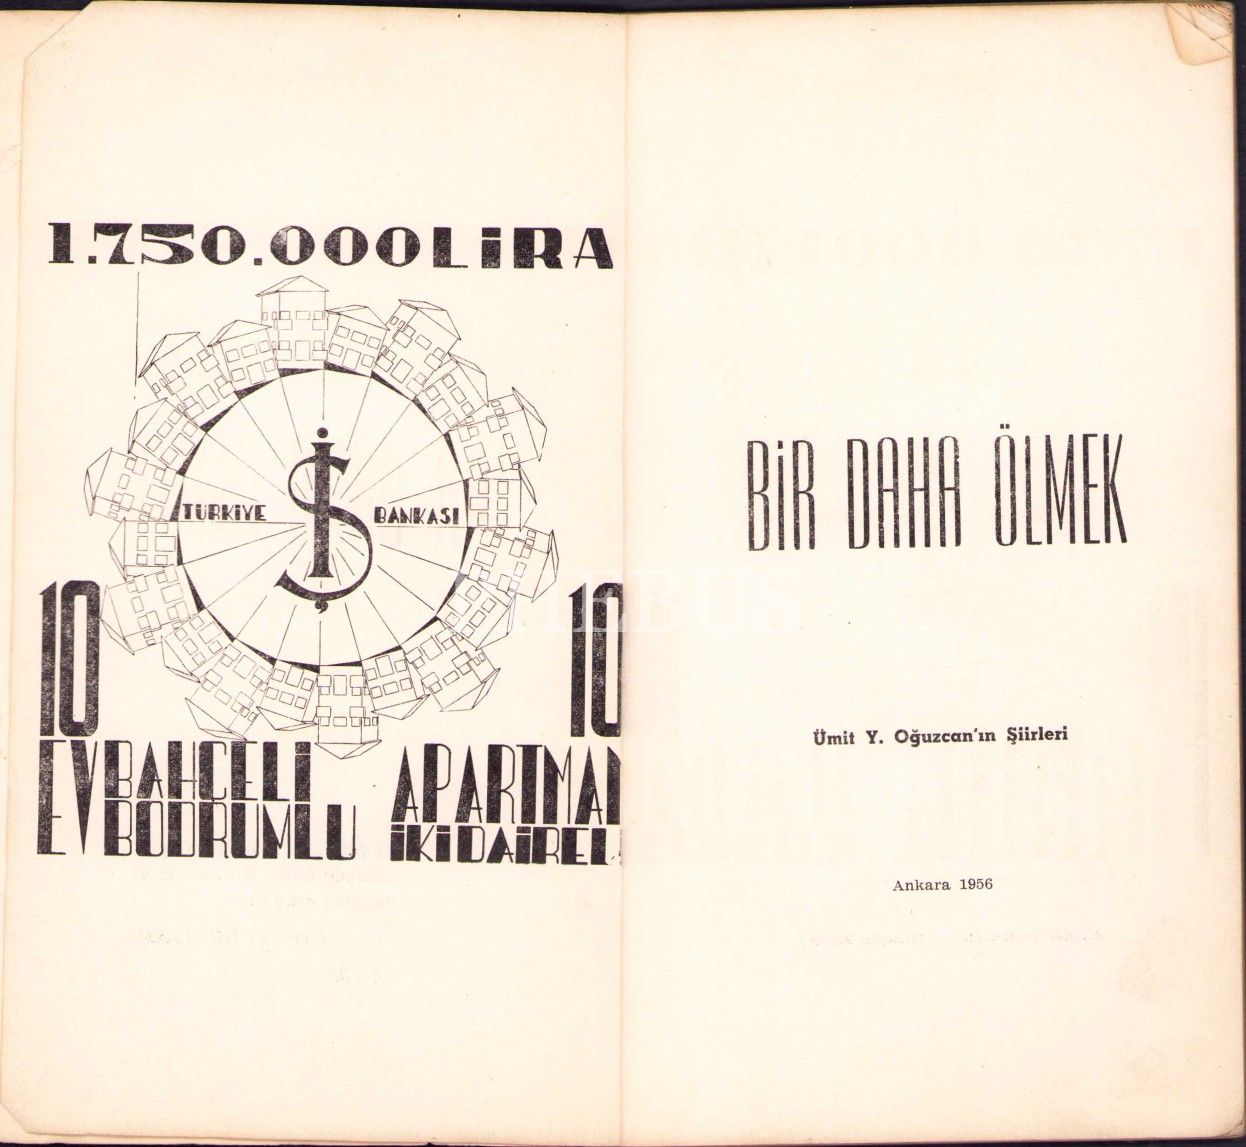 1.750.000 LİRA
TÜRKİYE İŞ BANKASI
10
10
EV BAHÇELİ
BODRUMLU
APARTMAN
İKİ DAİRELİ
BİR DAHA ÖLMEK
Ümit Y. Oğuzcan'ın Şiirleri
Ankara 1956